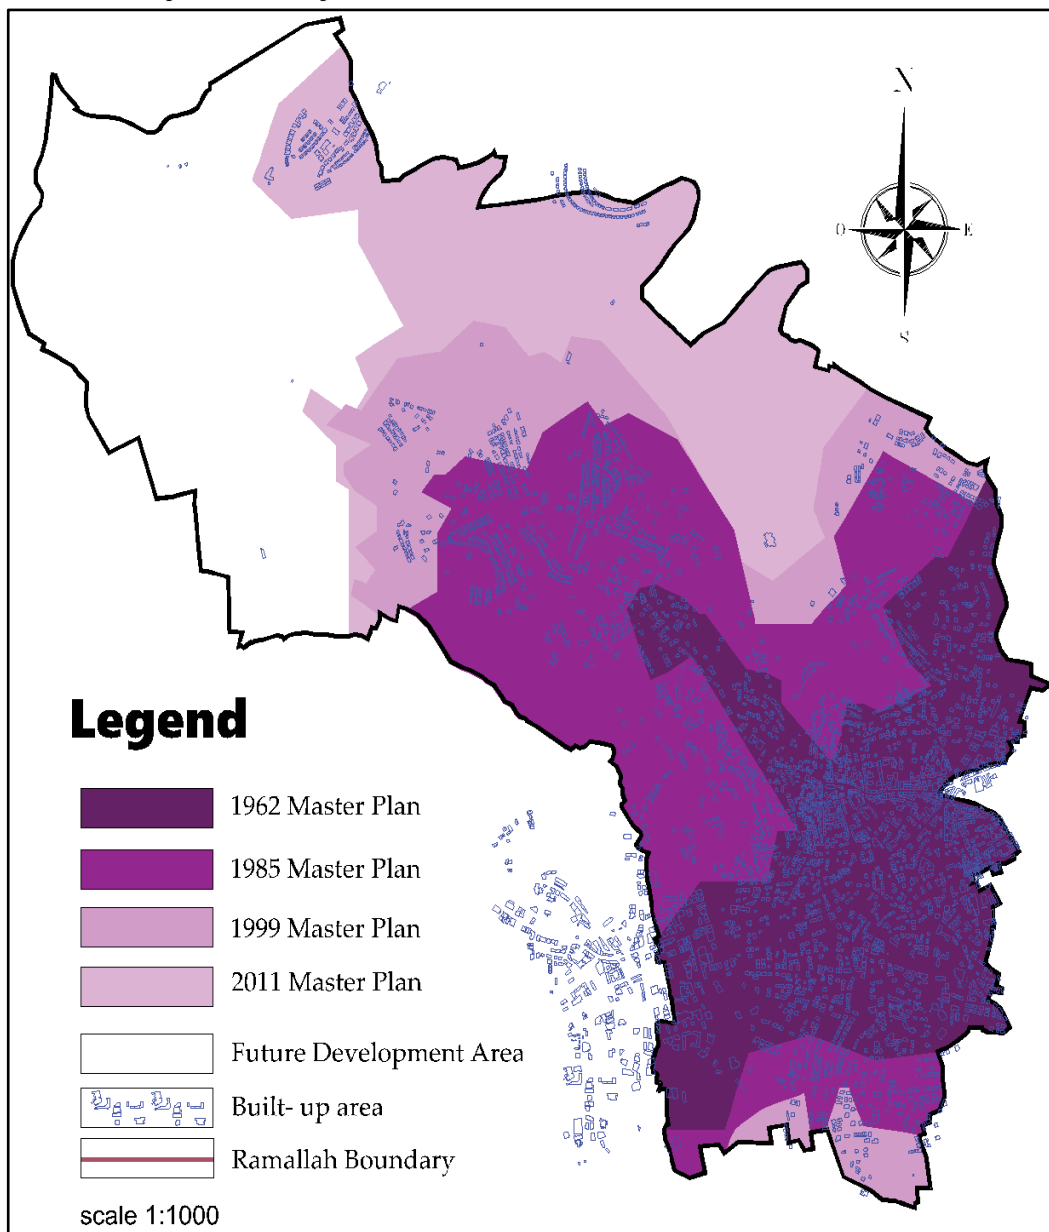 N
O
E
S
Legend
1962 Master Plan
1985 Master Plan
1999 Master Plan
2011 Master Plan
Future Development Area
Built- up area
Ramallah Boundary
scale 1:1000